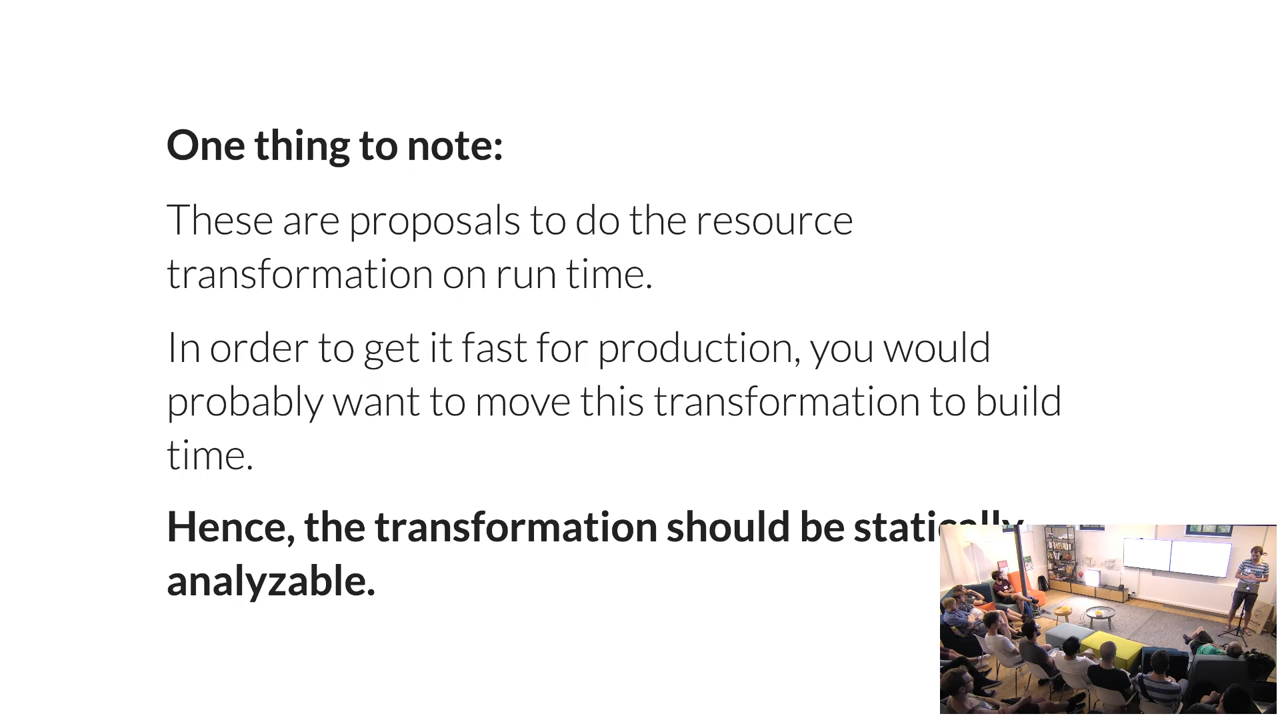 One thing to note:
These are proposals to do the resource
transformation on run time.
In order to get it fast for production, you would
probably want to move this transformation to build
time.
Hence, the transformation should be statically
analyzable.